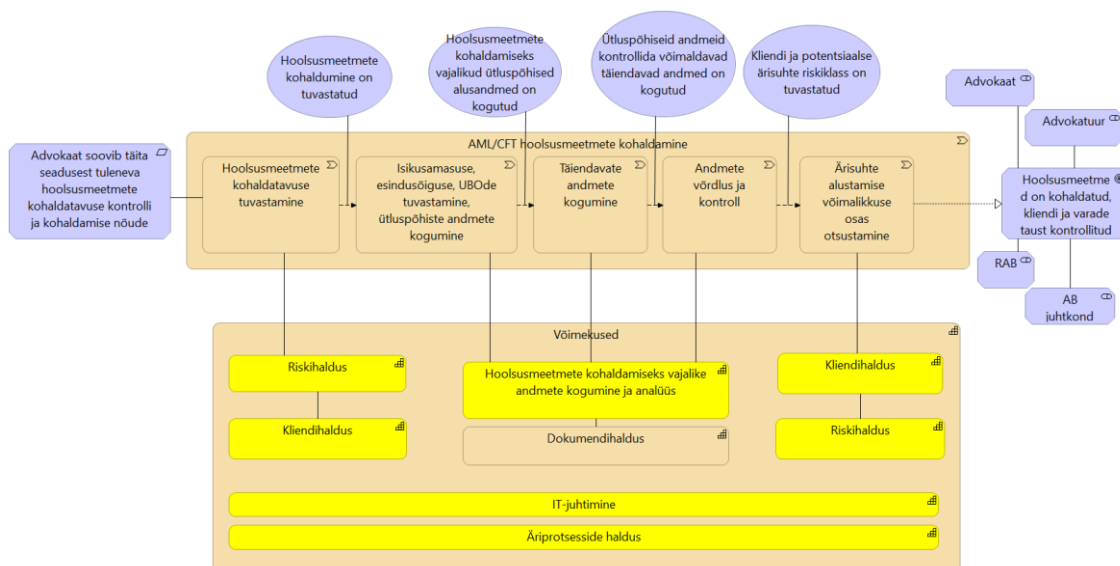 Hoolsusmeetmete
kohaldumine on
tuvastatud
Hoolsusmeetmete
kohaldamiseks
vajalikud ütluspõhised
alusandmed on
kogutud
Ütluspõhiseid andmeid
kontrollida võimaldavad
täiendavad andmed on
kogutud
Kliendi ja potentsiaalse
ärisuhte riskiklass on
tuvastatud
Advokaat
Advokatuur
Advokaat soovib täita
seadusest tuleneva
hoolsusmeetmete
kohaldatavuse kontrolli
ja kohaldamise nõude
AML/CFT hoolsusmeetmete kohaldamine
Hoolsusmeetmete
kohaldatavuse
tuvastamine
Isikusamasuse,
esindusõiguse, UBOde
tuvastamine,
ütluspõhiste andmete
kogumine
Täiendavate
andmete
kogumine
Andmete
võrdlus ja
kontroll
Ärisuhte
alustamise
võimalikkuse
osas
otsustamine
Hoolsusmeetme
d on kohaldatud,
kliendi ja varade
taust kontrollitud
RAB
AB
juhtkond
Võimekused
Riskihaldus
Kliendihaldus
Hoolsusmeetmete kohaldamiseks vajalike
andmete kogumine ja analüüs
Dokumendihaldus
Kliendihaldus
Riskihaldus
IT-juhtimine
Äriprotsesside haldus